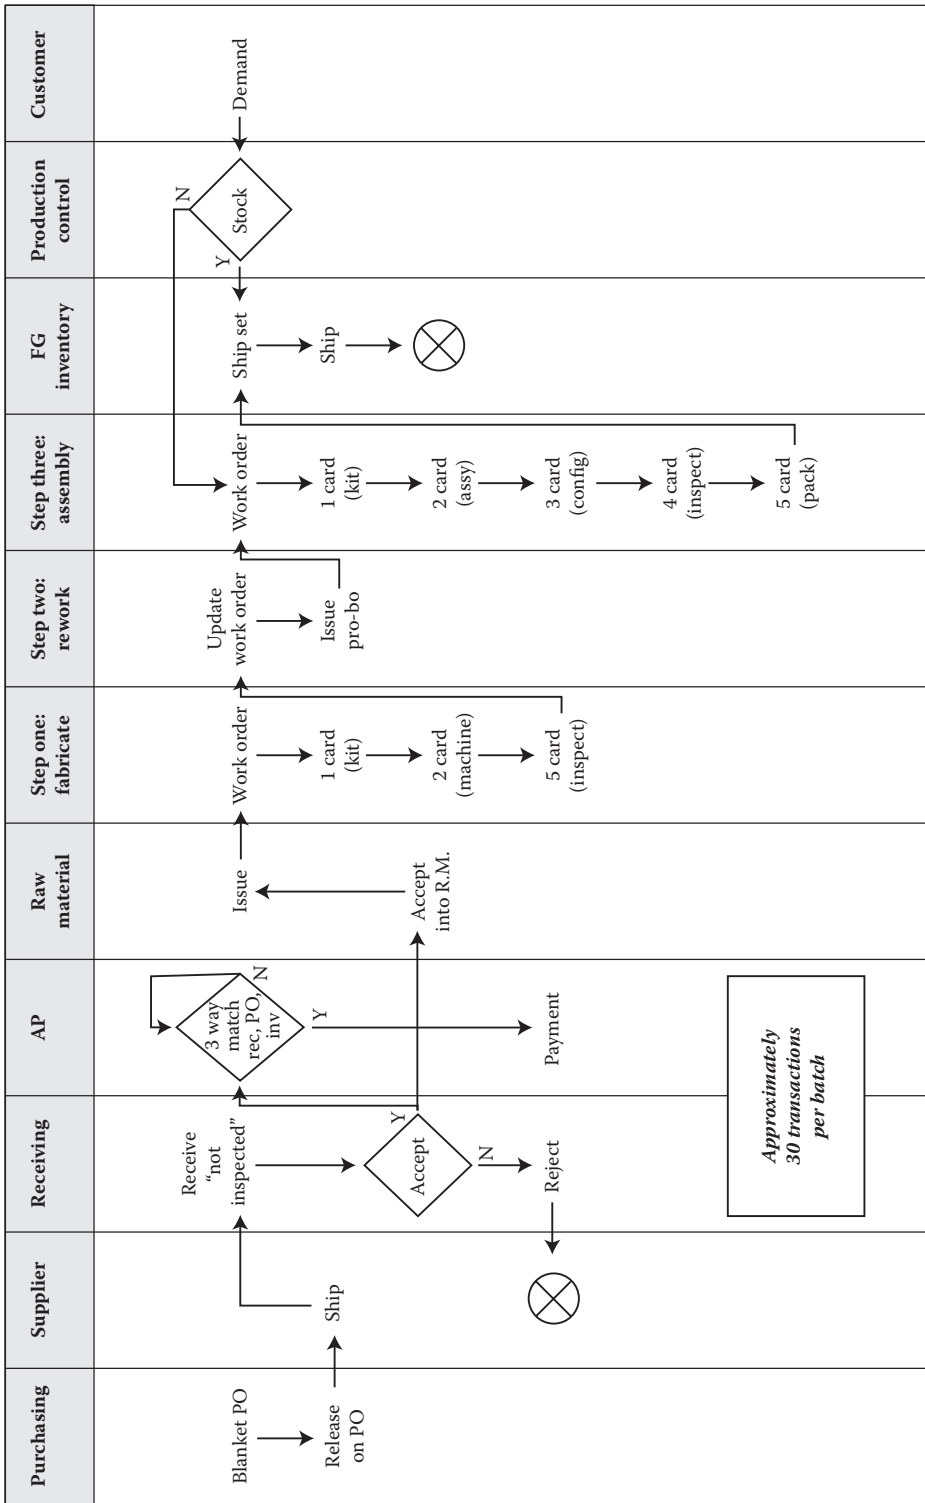 Purchasing
Supplier
Receiving
AP
Raw
material
Step one:
fabricate
Step two:
rework
Step three:
assembly
FG
inventory
Production
control
Customer
Blanket PO
Release
on PO
Ship
Receive
“not
inspected”
Accept
Y
N
Reject
3 way
match
rec, PO,
inv
N
Y
Payment
Accept
into R.M.
Issue
Work order
1 card
(kit)
2 card
(machine)
5 card
(inspect)
Update
work order
Issue
pro-bo
Work order
1 card
(kit)
2 card
(assy)
3 card
(config)
4 card
(inspect)
5 card
(pack)
Ship set
Ship
Stock
Y
N
Demand
Approximately
30 transactions
per batch